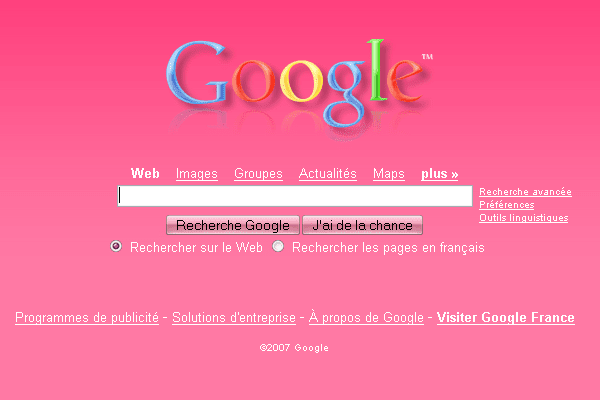 Google™
Web Images Groupes Actualités Maps plus »
Recherche avancée
Préférences
Outils linguistiques
Recherche Google J'ai de la chance
Rechercher sur le Web Rechercher les pages en français
Programmes de publicité - Solutions d'entreprise - À propos de Google - Visiter Google France
©2007 Google